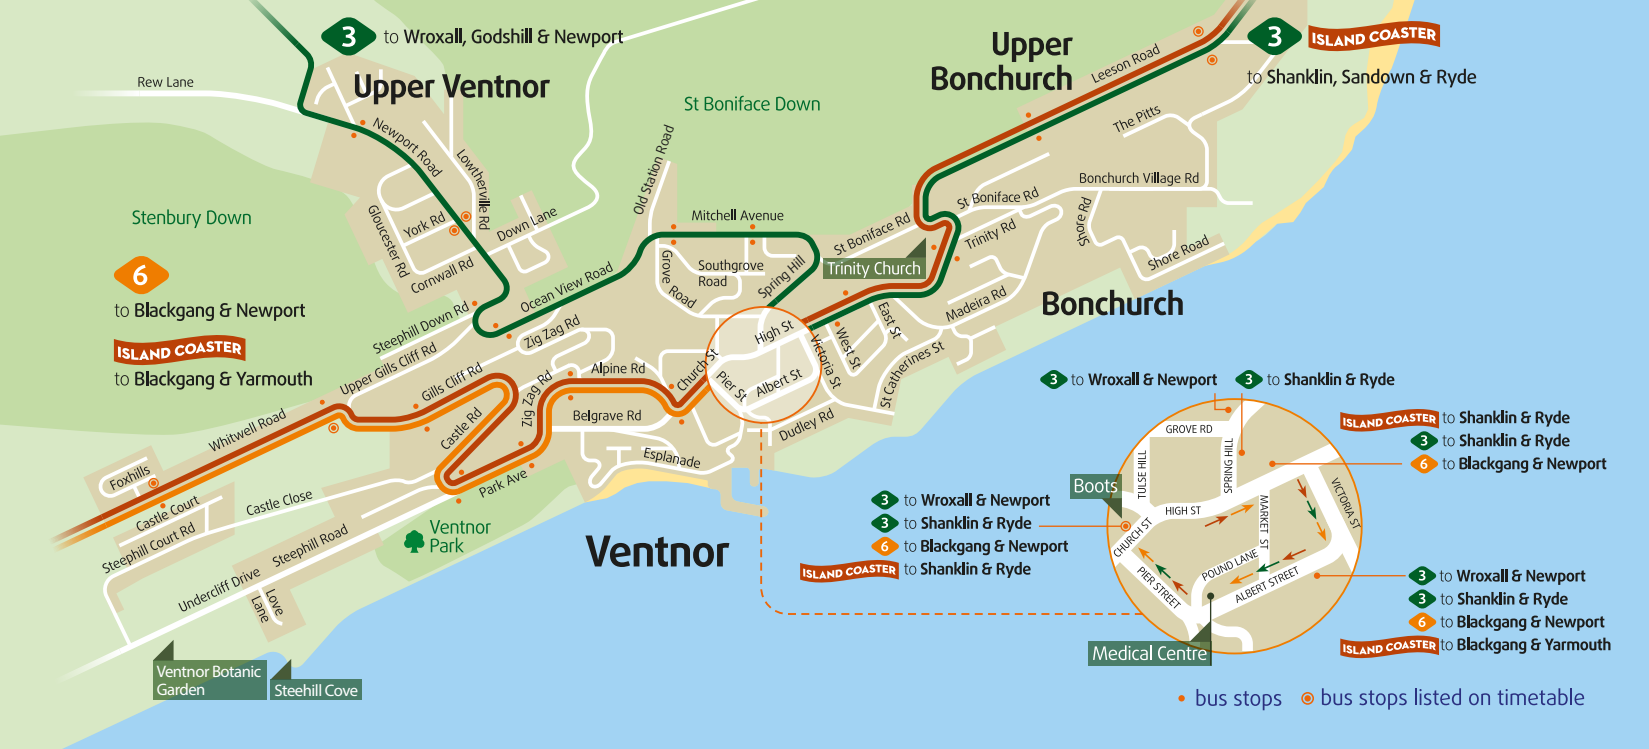 3 to Wroxall, Godshill & Newport
Upper Ventnor
Rew Lane
Newport Road
Lowtherville Rd
Gloucester Rd
York Rd
Cornwall Rd
Down Lane
Stenbury Down
St Boniface Down
Upper
Bonchurch
Leeson Road
3 ISLAND COASTER
to Shanklin, Sandown & Ryde
The Pitts
Bonchurch Village Rd
St Boniface Rd
Shore Rd
Shore Road
Trinity Rd
St Boniface Rd
Trinity Church
Old Station Road
Mitchell Avenue
Southgrove
Road
Grove Road
Spring Hill
Ocean View Road
6
to Blackgang & Newport
ISLAND COASTER
to Blackgang & Yarmouth
Steephill Down Rd
Upper Gills Cliff Rd
Zig Zag Rd
Gills Cliff Rd
Whitwell Road
Castle Rd
Zig Zag Rd
Alpine Rd
Belgrave Rd
Church St
High St
Pier St
Albert St
Victoria St
West St
East St
Madeira Rd
St Catherines St
Dudley Rd
Esplanade
Bonchurch
Foxhills
Castle Court
Steephill Court Rd
Castle Close
Park Ave
Steephill Road
Undercliff Drive
Love
Lane
Ventnor
Park
Ventnor
Ventnor Botanic
Garden
Steehill Cove
3 to Wroxall & Newport
3 to Shanklin & Ryde
ISLAND COASTER to Shanklin & Ryde
3 to Shanklin & Ryde
6 to Blackgang & Newport
3 to Wroxall & Newport
3 to Shanklin & Ryde
6 to Blackgang & Newport
ISLAND COASTER to Shanklin & Ryde
Boots
GROVE RD
TULSE HILL
SPRING HILL
HIGH ST
MARKET ST
VICTORIA ST
CHURCH ST
PIER STREET
POUND LANE
ALBERT STREET
Medical Centre
3 to Wroxall & Newport
3 to Shanklin & Ryde
6 to Blackgang & Newport
ISLAND COASTER to Blackgang & Yarmouth
bus stops
bus stops listed on timetable